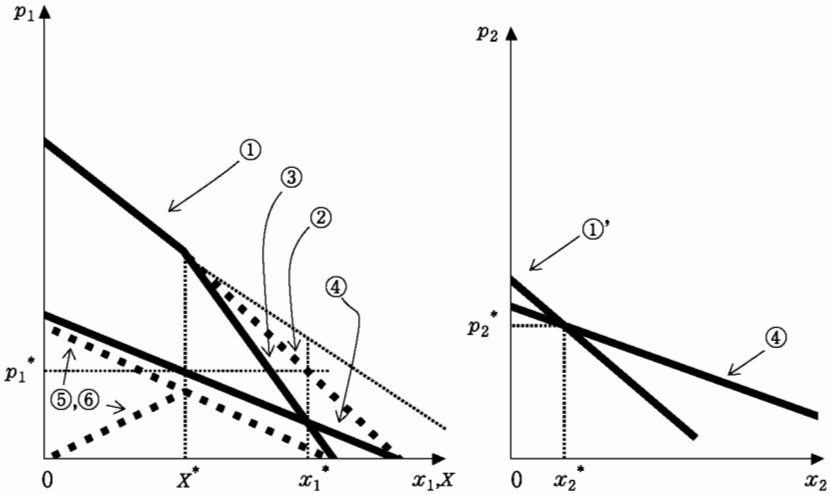 p₁
①
③
②
④
p₁*
⑤,⑥
0
X*
x₁*
x₁,X
p₂
①'
p₂*
④
0
x₂*
x₂